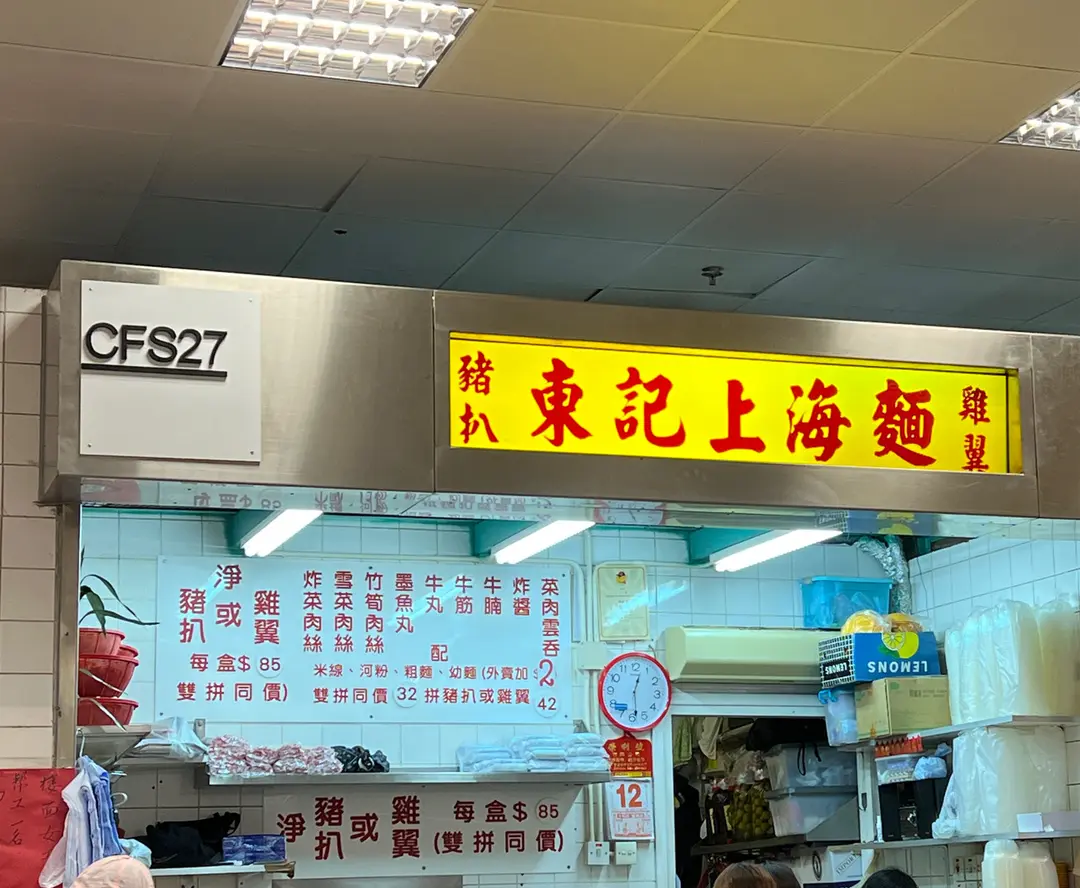 CFS27
豬扒
東記上海麵
雞翼
淨豬扒或雞翼
每盒$85
雙拼同價)
炸菜肉絲
雪菜肉絲
竹筍肉絲
墨魚丸
牛丸
牛筋
牛腩
炸醬
菜肉雲吞
配
米線、河粉、粗麵、幼麵(外賣加$2
雙拼同價 32 拼豬扒或雞翼 42
LEMONS
LEMONS
12
淨豬扒或雞翼 每盒$85
(雙拼同價)